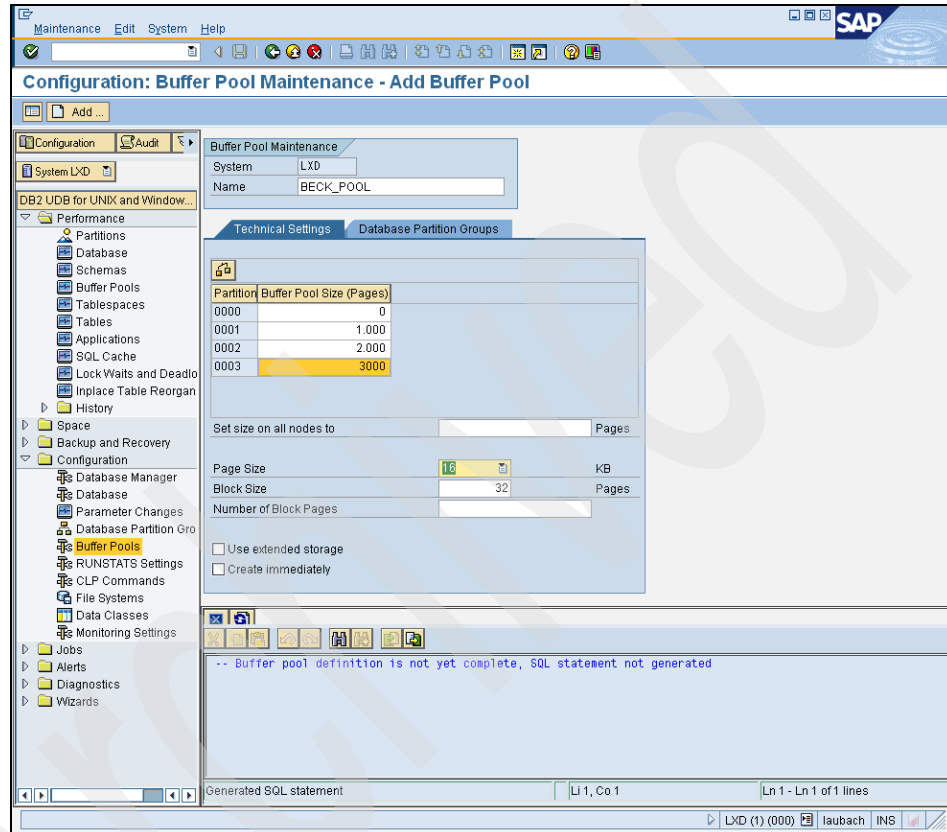 Maintenance Edit System Help
SAP
Configuration: Buffer Pool Maintenance - Add Buffer Pool
Add ...
Configuration Audit
System LXD
DB2 UDB for UNIX and Window...
Performance
Partitions
Database
Schemas
Buffer Pools
Tablespaces
Tables
Applications
SQL Cache
Lock Waits and Deadlo
Inplace Table Reorgan
History
Space
Backup and Recovery
Configuration
Database Manager
Database
Parameter Changes
Database Partition Gro
Buffer Pools
RUNSTATS Settings
CLP Commands
File Systems
Data Classes
Monitoring Settings
Jobs
Alerts
Diagnostics
Wizards
Buffer Pool Maintenance
System LXD
Name BECK_POOL
Technical Settings Database Partition Groups
Partition Buffer Pool Size (Pages)
0000 0
0001 1.000
0002 2.000
0003 3000
Set size on all nodes to Pages
Page Size 16 KB
Block Size 32 Pages
Number of Block Pages
Use extended storage
Create immediately
-- Buffer pool definition is not yet complete, SQL statement not generated
Generated SQL statement Li 1, Co 1 Ln 1 - Ln 1 of 1 lines
LXD (1) (000) laubach INS